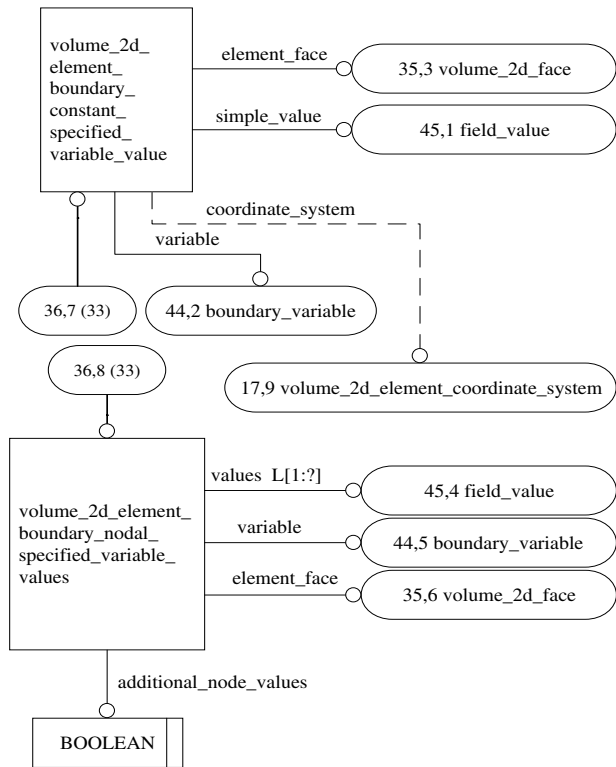 volume_2d_
element_
boundary_
constant_
specified_
variable_value
element_face
35,3 volume_2d_face
simple_value
45,1 field_value
coordinate_system
variable
36,7 (33)
44,2 boundary_variable
36,8 (33)
17,9 volume_2d_element_coordinate_system
volume_2d_element_
boundary_nodal_
specified_variable_
values
values L[1:?]
45,4 field_value
variable
44,5 boundary_variable
element_face
35,6 volume_2d_face
additional_node_values
BOOLEAN